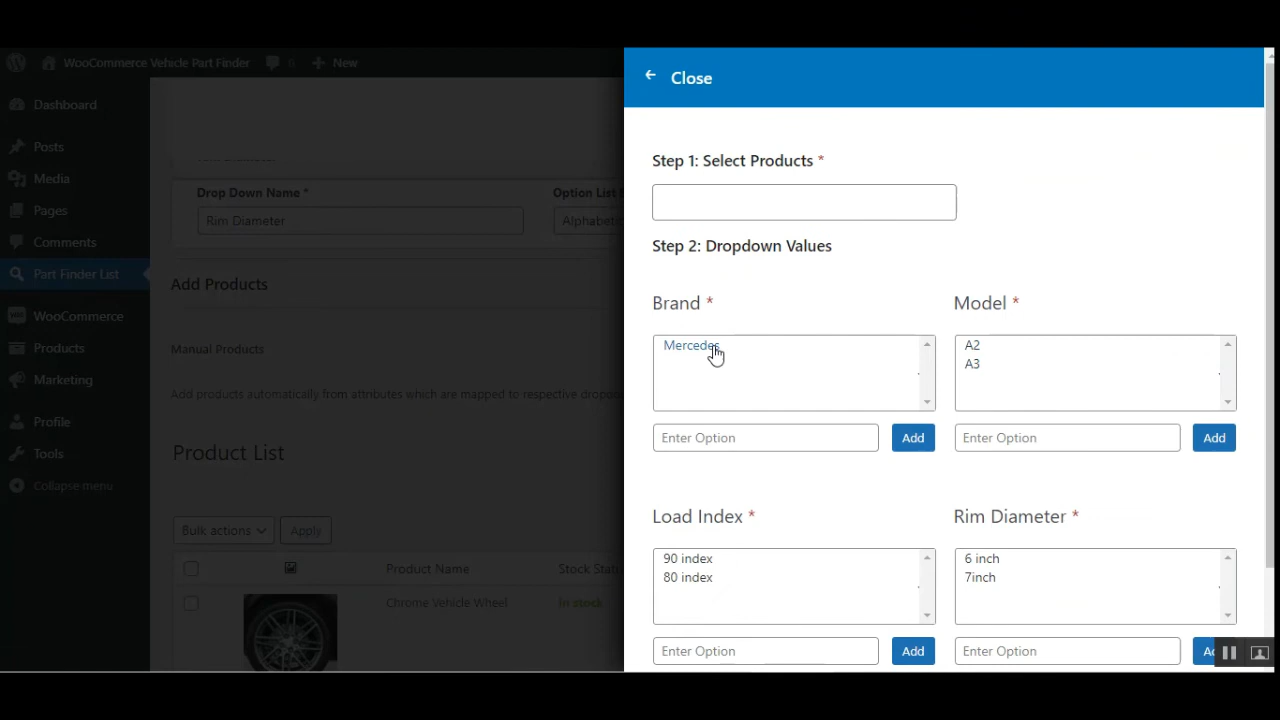 WooCommerce Vehicle Part Finder 0 New
Close
Dashboard
Posts
Media
Pages
Comments
Part Finder List
WooCommerce
Products
Marketing
Profile
Tools
Collapse menu
Drop Down Name *
Option List
Rim Diameter
Add Products
Manual Products
Add products automatically from attributes which are mapped to respective
Product List
Bulk actions
Apply
Product Name
Stock
Chrome Vehicle Wheel
In stock
Step 1: Select Products *
Step 2: Dropdown Values
Brand *
Model *
Mercedes
A2
A3
Enter Option
Add
Enter Option
Add
Load Index *
Rim Diameter *
90 index
80 index
6 inch
7inch
Enter Option
Add
Enter Option